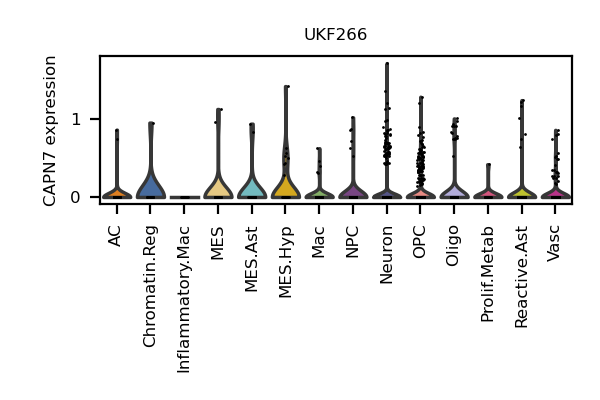 UKF266
CAPN7 expression
1
0
AC
Chromatin.Reg
Inflammatory.Mac
MES
MES.Ast
MES.Hyp
Mac
NPC
Neuron
OPC
Oligo
Prolif.Metab
Reactive.Ast
Vasc